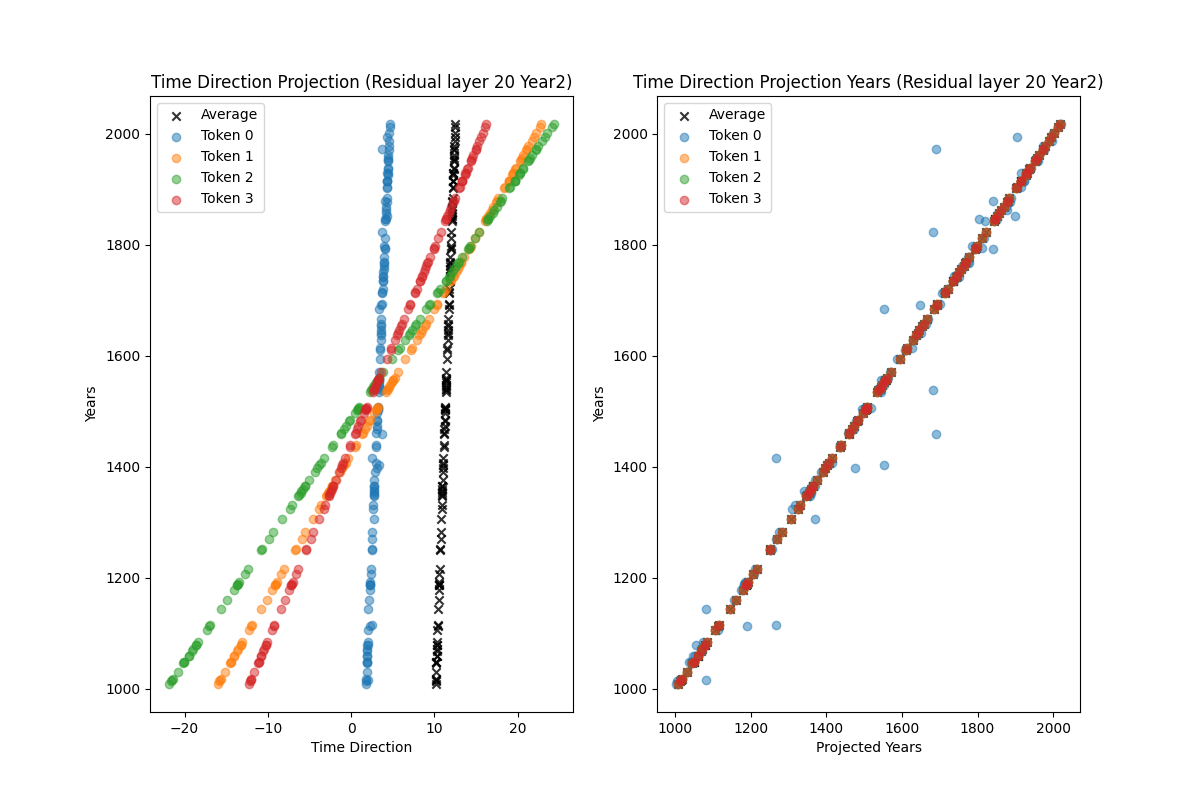 Time Direction Projection (Residual layer 20 Year2)
Average
Token 0
Token 1
Token 2
Token 3
2000
1800
1600
1400
1200
1000
Years
−20
−10
0
10
20
Time Direction
Time Direction Projection Years (Residual layer 20 Year2)
Average
Token 0
Token 1
Token 2
Token 3
2000
1800
1600
1400
1200
1000
Years
1000
1200
1400
1600
1800
2000
Projected Years